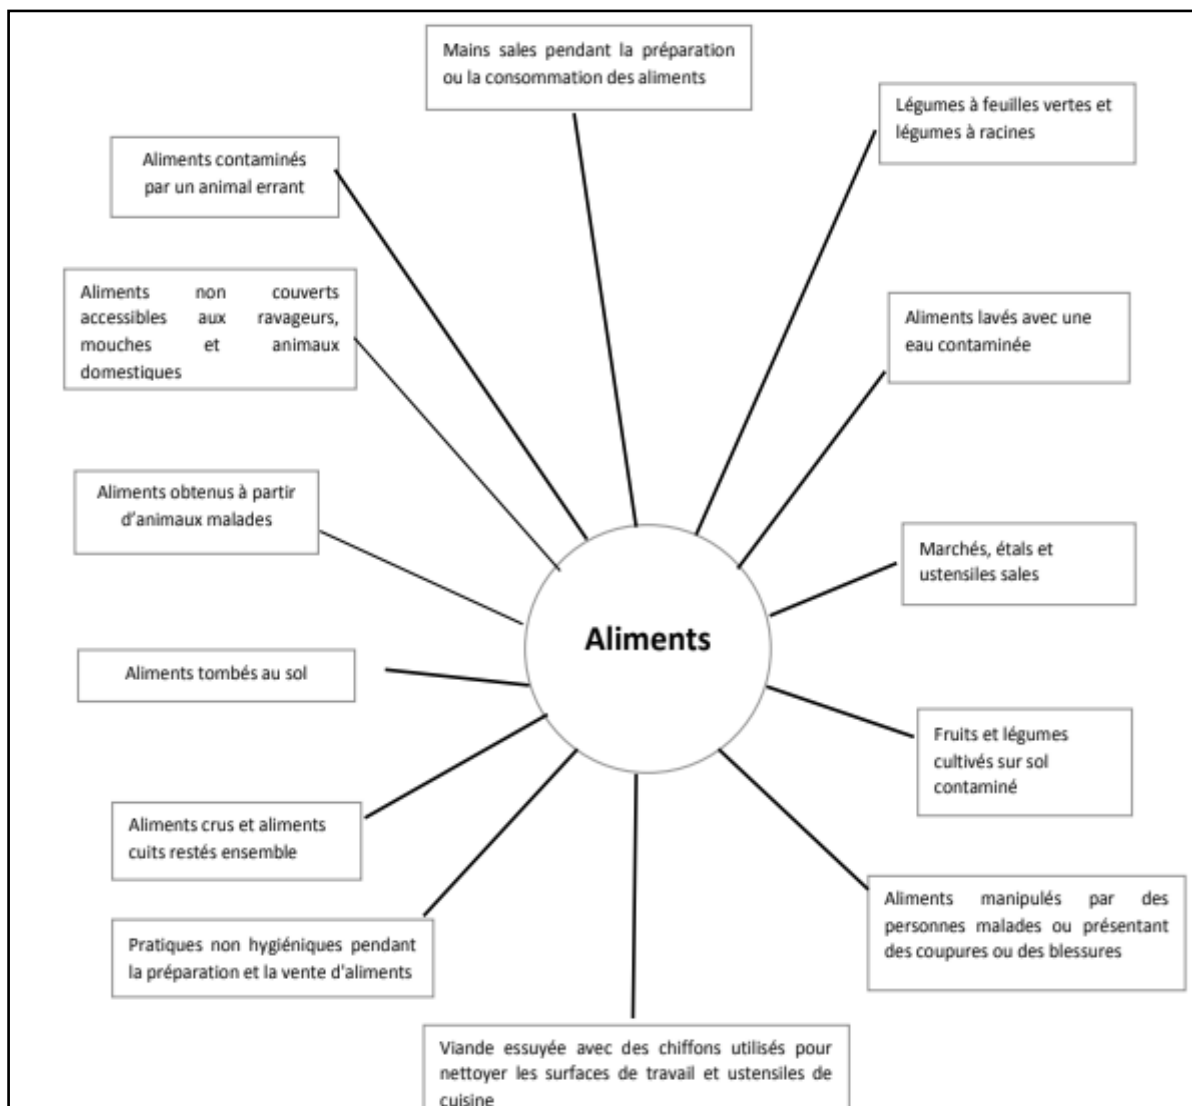 Mains sales pendant la préparation
ou la consommation des aliments
Légumes à feuilles vertes et
légumes à racines
Aliments contaminés
par un animal errant
Aliments non couverts
accessibles aux ravageurs,
mouches et animaux
domestiques
Aliments lavés avec une
eau contaminée
Aliments obtenus à partir
d'animaux malades
Marchés, étals et
ustensiles sales
Aliments
Aliments tombés au sol
Fruits et légumes
cultivés sur sol
contaminé
Aliments crus et aliments
cuits restés ensemble
Aliments manipulés par des
personnes malades ou présentant
des coupures ou des blessures
Pratiques non hygiéniques pendant
la préparation et la vente d'aliments
Viande essuyée avec des chiffons utilisés pour
nettoyer les surfaces de travail et ustensiles de
cuisine